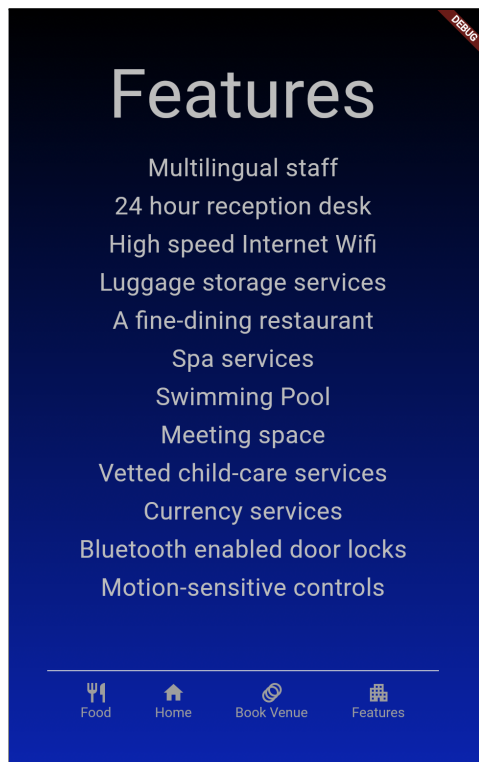 DEBUG
Features
Multilingual staff
24 hour reception desk
High speed Internet Wifi
Luggage storage services
A fine-dining restaurant
Spa services
Swimming Pool
Meeting space
Vetted child-care services
Currency services
Bluetooth enabled door locks
Motion-sensitive controls
Food Home Book Venue Features